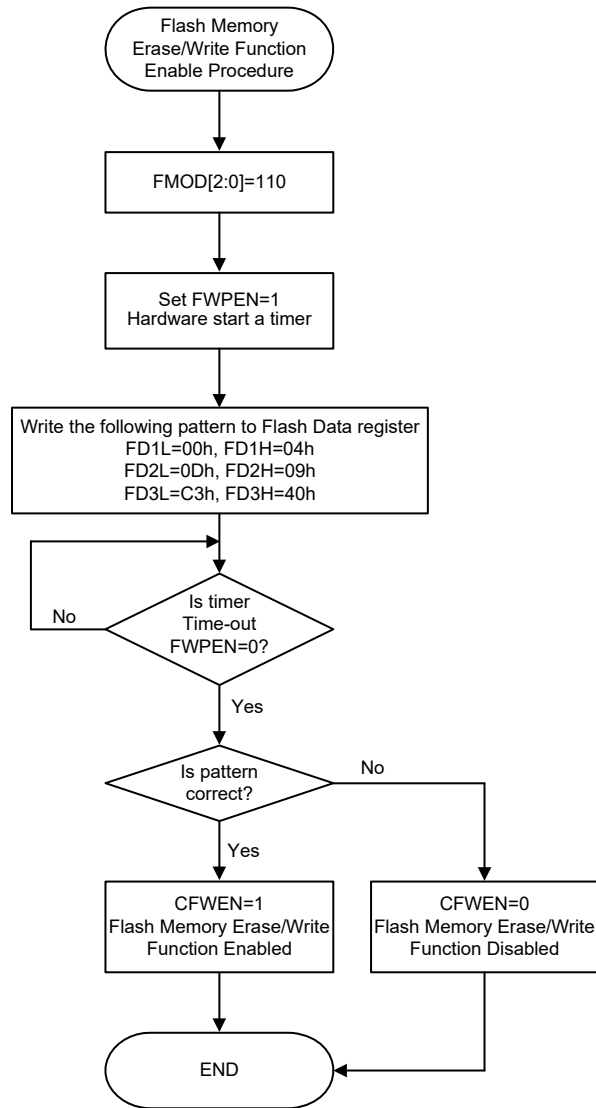 Flash Memory
Erase/Write Function
Enable Procedure
FMOD[2:0]=110
Set FWPEN=1
Hardware start a timer
Write the following pattern to Flash Data register
FD1L=00h, FD1H=04h
FD2L=0Dh, FD2H=09h
FD3L=C3h, FD3H=40h
Is timer
Time-out
FWPEN=0?
No
Yes
Is pattern
correct?
No
Yes
CFWEN=1
Flash Memory Erase/Write
Function Enabled
CFWEN=0
Flash Memory Erase/Write
Function Disabled
END